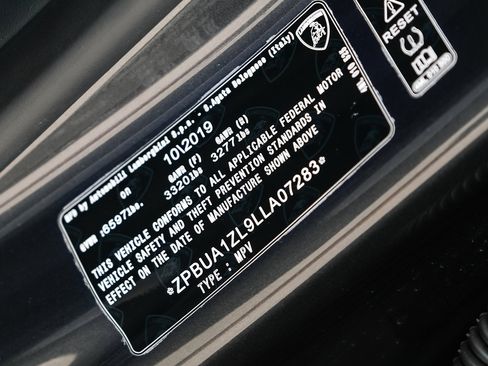 MFD by Automobili Lamborghini S.p.A. - S.Agata Bolognese (Italy)
on 10\2019
GAWR (F) GAWR (R)
GVWR :6597lbs. 3320lbs 3277lbs
THIS VEHICLE CONFORMS TO ALL APPLICABLE FEDERAL MOTOR
VEHICLE SAFETY AND THEFT PREVENTION STANDARDS IN
EFFECT ON THE DATE OF MANUFACTURE SHOWN ABOVE
*ZPBUA1ZL9LLA07283*
TYPE : MPV
RESET